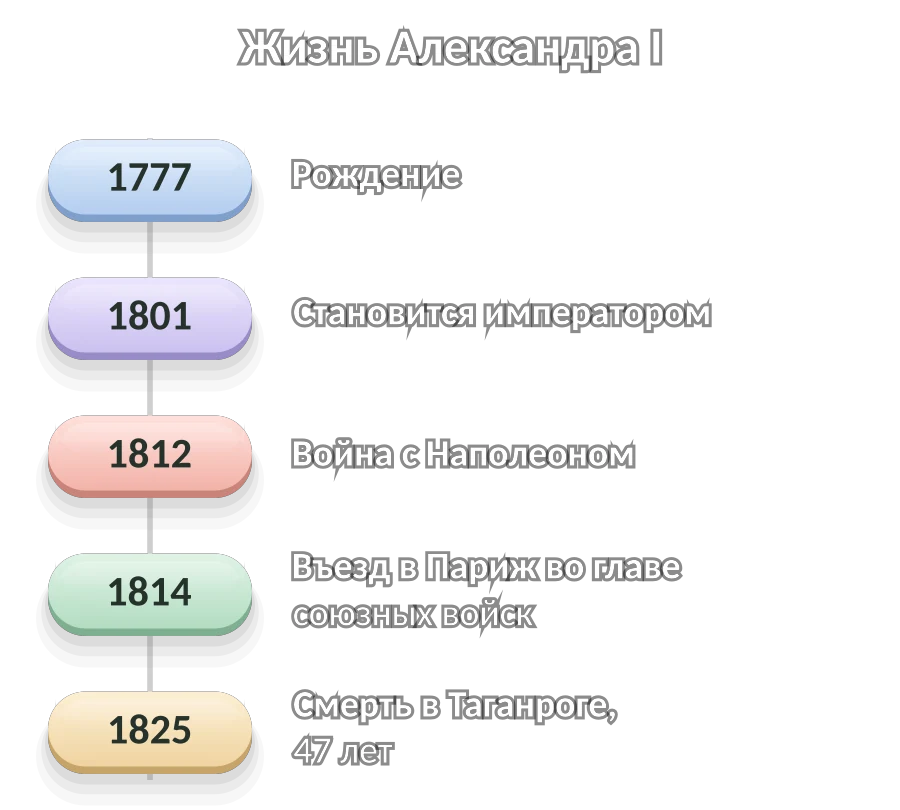 Жизнь Александра I
1777
Рождение
1801
Становится императором
1812
Война с Наполеоном
1814
Въезд в Париж во главе
союзных войск
1825
Смерть в Таганроге,
47 лет